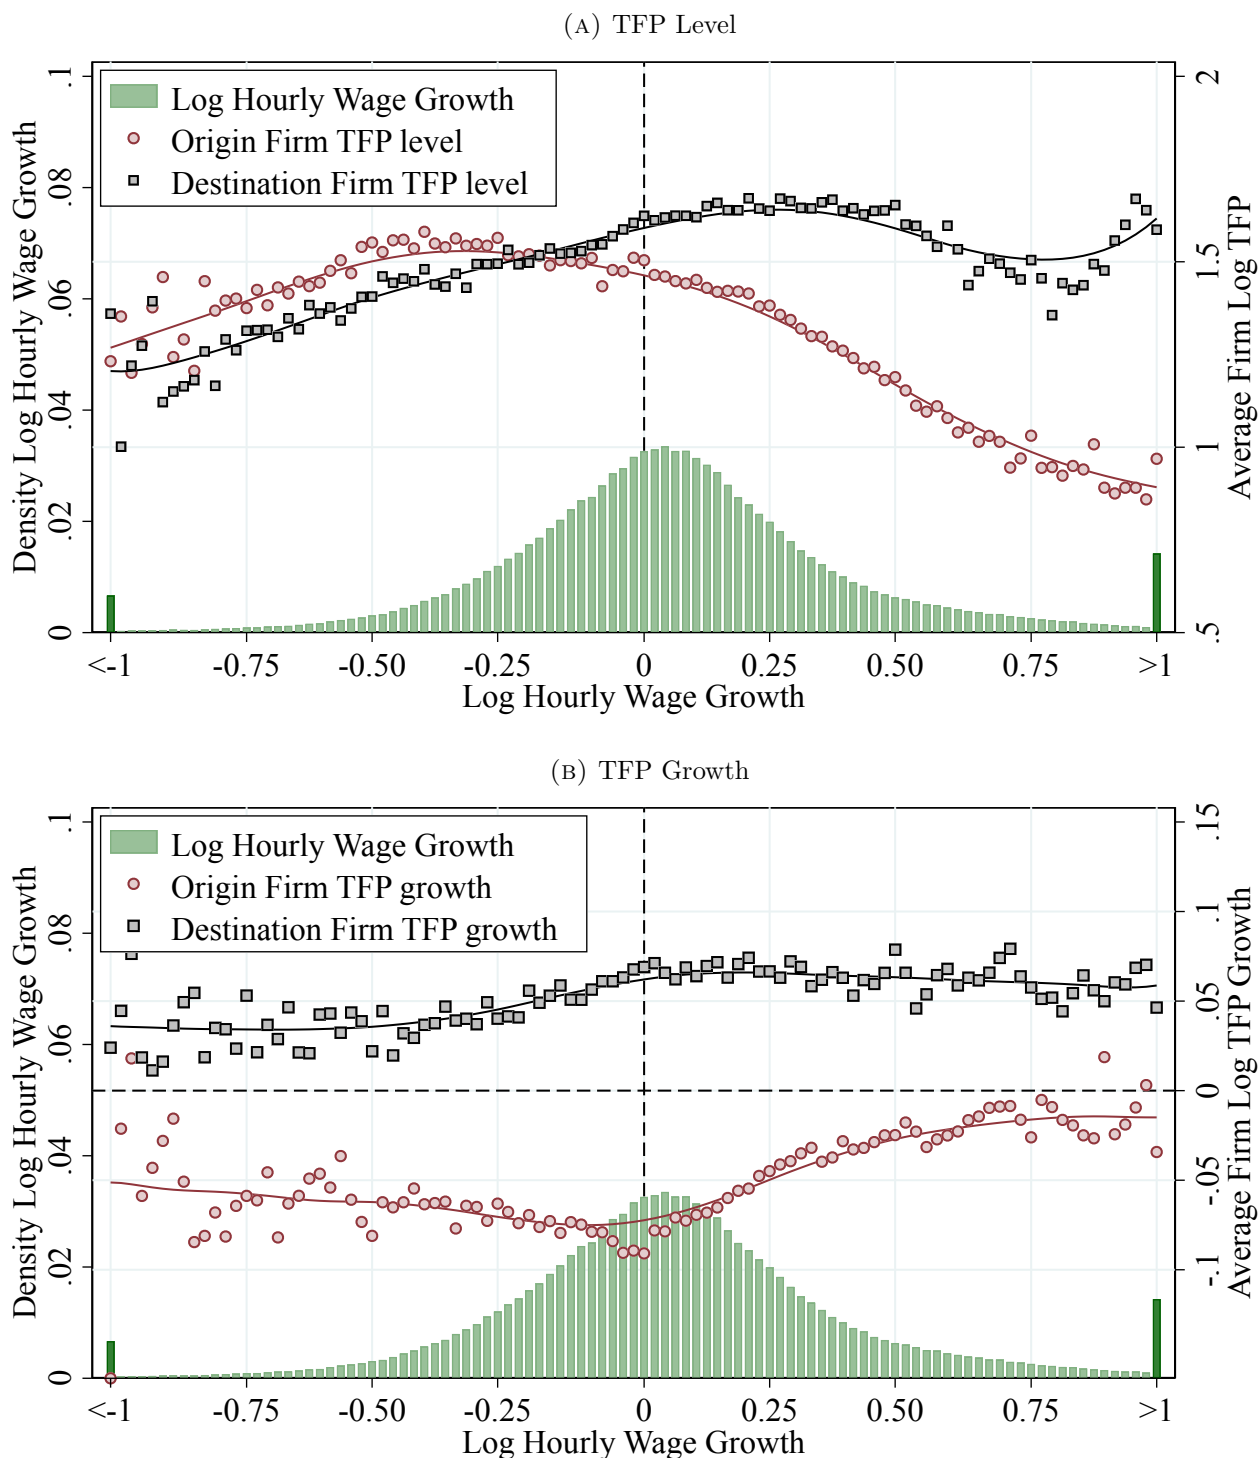 (A) TFP Level
Log Hourly Wage Growth
Origin Firm TFP level
Destination Firm TFP level
Density Log Hourly Wage Growth
0 .02 .04 .06 .08 .1
Average Firm Log TFP
.5 1 1.5 2
<-1 -0.75 -0.50 -0.25 0 0.25 0.50 0.75 >1
Log Hourly Wage Growth
(B) TFP Growth
Log Hourly Wage Growth
Origin Firm TFP growth
Destination Firm TFP growth
Density Log Hourly Wage Growth
0 .02 .04 .06 .08 .1
Average Firm Log TFP Growth
-.1 -.05 0 .05 .1 .15
<-1 -0.75 -0.50 -0.25 0 0.25 0.50 0.75 >1
Log Hourly Wage Growth